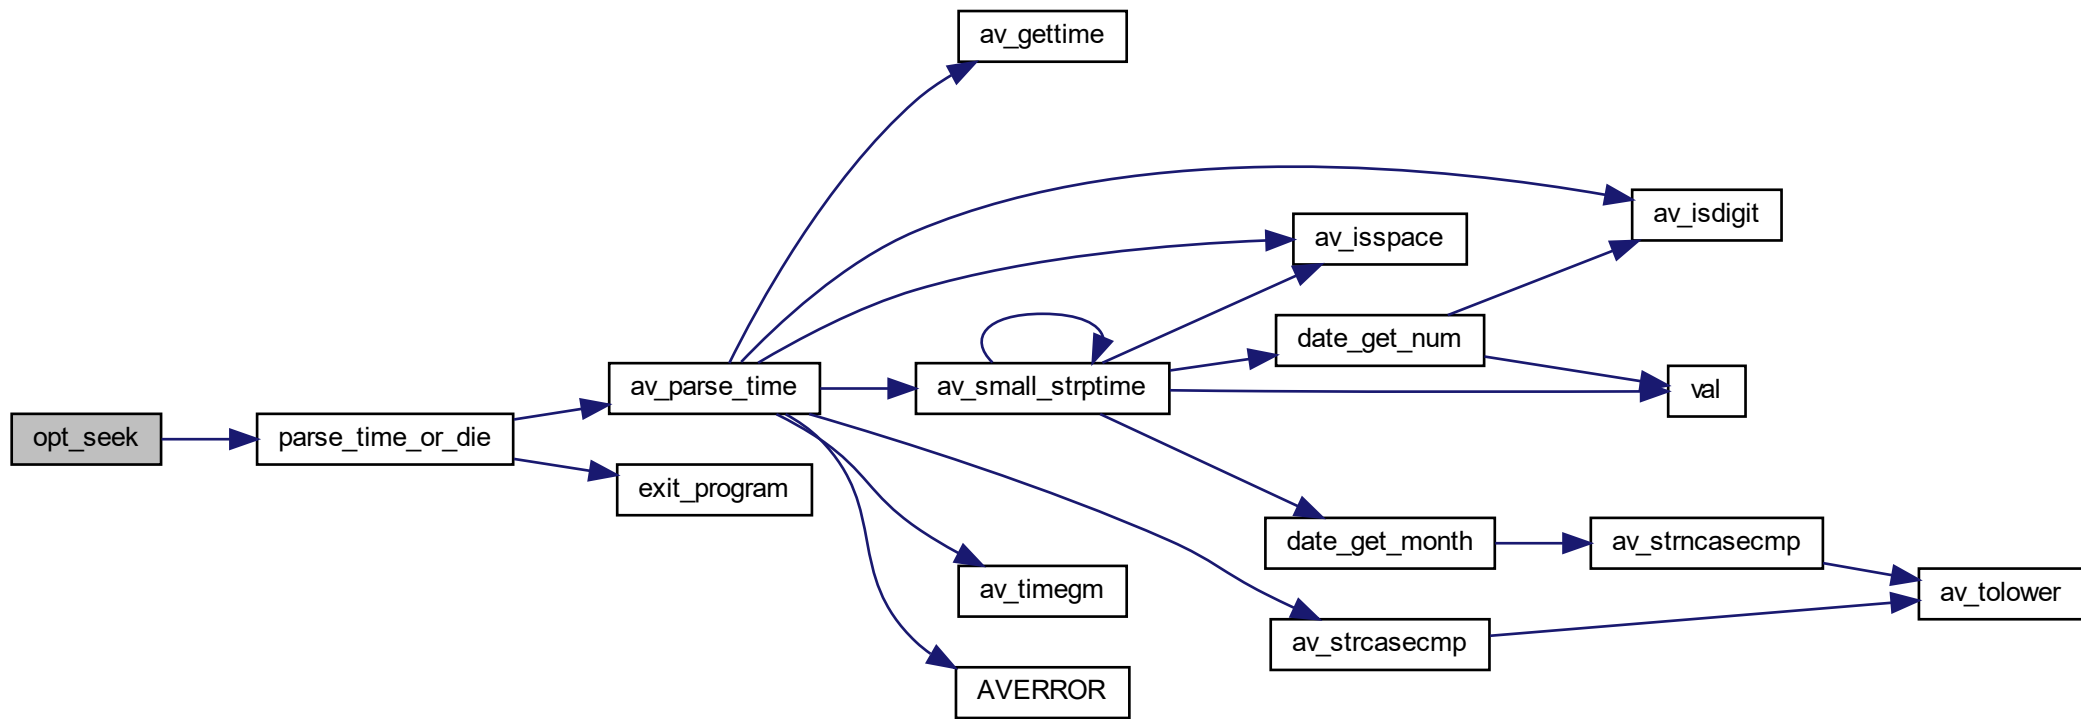 av_gettime
av_isdigit
av_isspace
date_get_num
av_parse_time
av_small_strptime
val
opt_seek
parse_time_or_die
exit_program
date_get_month
av_strncasecmp
av_timegm
av_tolower
av_strcasecmp
AVERROR